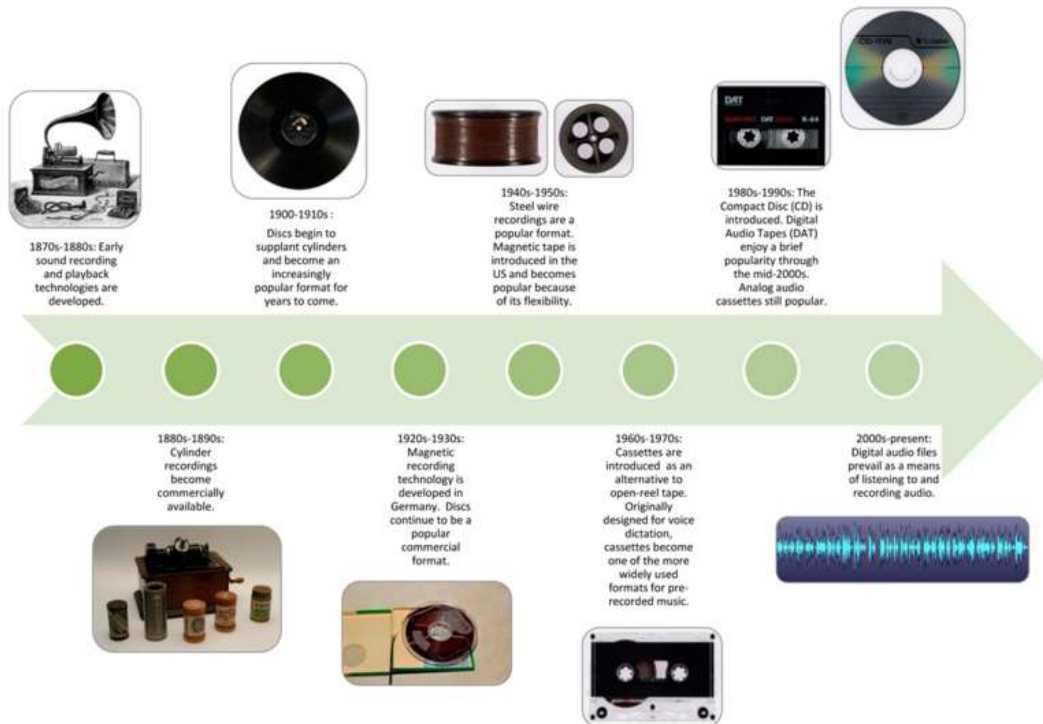 1870s-1880s: Early
sound recording
and playback
technologies are
developed.
1880s-1890s:
Cylinder
recordings
become
commercially
available.
1900-1910s :
Discs begin to
supplant cylinders
and become an
increasingly
popular format for
years to come.
1920s-1930s:
Magnetic
recording
technology is
developed in
Germany. Discs
continue to be a
popular
commercial
format.
1940s-1950s:
Steel wire
recordings are a
popular format.
Magnetic tape is
introduced in the
US and becomes
popular because
of its flexibility.
1960s-1970s:
Cassettes are
introduced as an
alternative to
open-reel tape.
Originally
designed for voice
dictation,
cassettes become
one of the more
widely used
formats for pre-
recorded music.
DAT
DAT R-64
1980s-1990s: The
Compact Disc (CD) is
introduced. Digital
Audio Tapes (DAT)
enjoy a brief
popularity through
the mid-2000s.
Analog audio
cassettes still popular.
CD-RW
2000s-present:
Digital audio files
prevail as a means
of listening to and
recording audio.